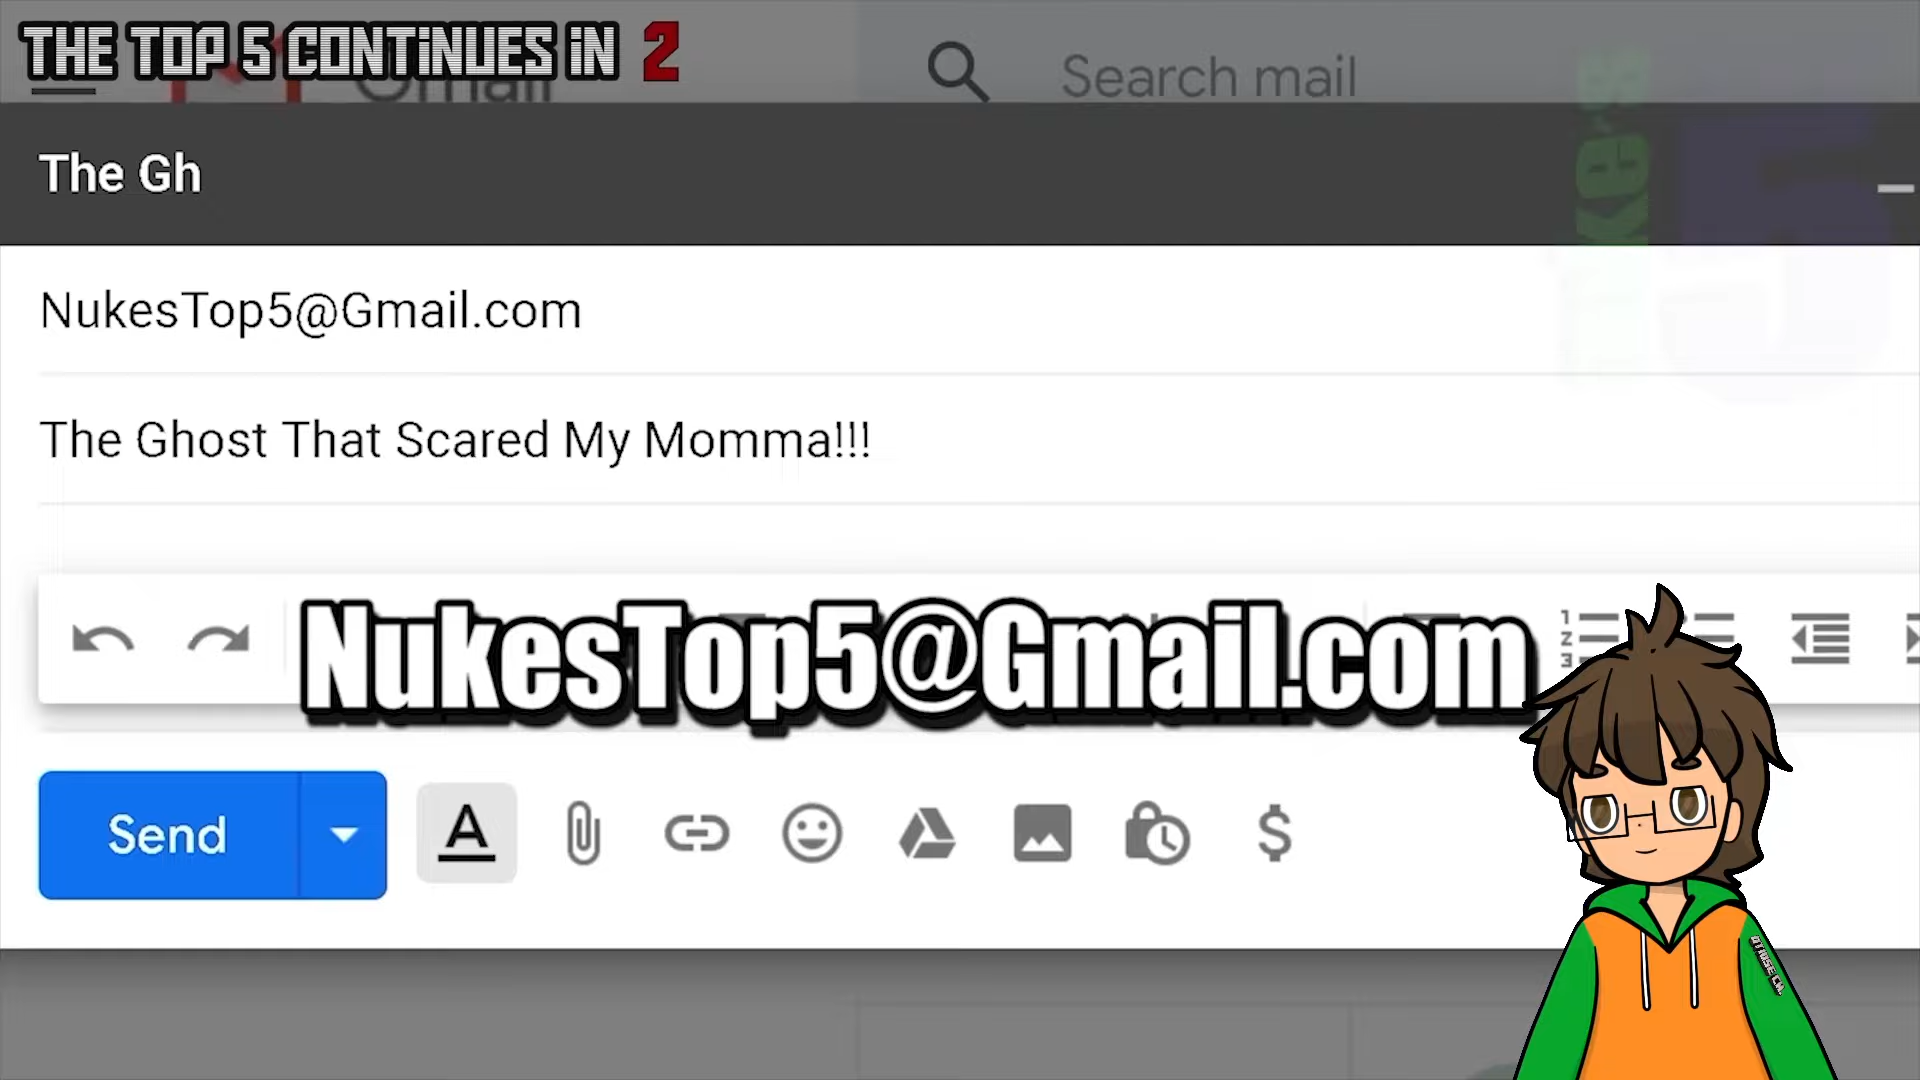 THE TOP 5 CONTINUES IN 2
Gmail
Search mail
The Gh
NukesTop5@Gmail.com
The Ghost That Scared My Momma!!!
NukesTop5@Gmail.com
Send